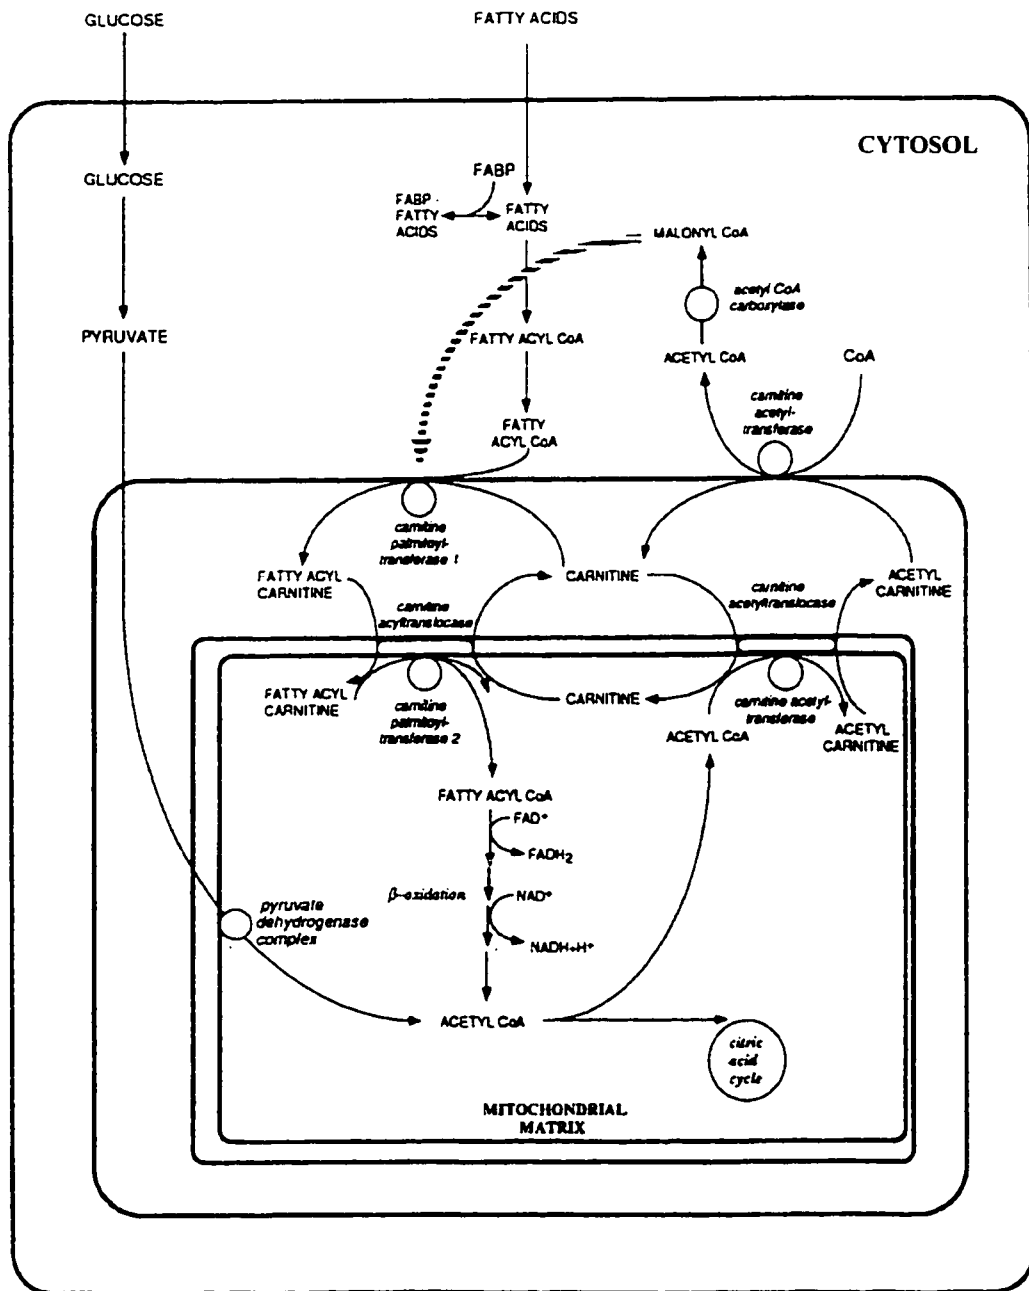 GLUCOSE
FATTY ACIDS
CYTOSOL
GLUCOSE
FABP
FABP
FATTY
ACIDS
FATTY
ACIDS
MALONYL CoA
acetyl CoA
carboxylase
PYRUVATE
FATTY ACYL CoA
ACETYL CoA
CoA
carnitine
acetyl-
transferase
FATTY
ACYL CoA
carnitine
palmitoyl-
transferase 1
FATTY ACYL
CARNITINE
CARNITINE
ACETYL
CARNITINE
carnitine
acyltranslocase
carnitine
acetyltranslocase
FATTY ACYL
CARNITINE
carnitine
palmitoyl-
transferase 2
CARNITINE
carnitine acetyl-
transferase
ACETYL CoA
ACETYL
CARNITINE
FATTY ACYL CoA
FAD+
FADH2
β-oxidation
NAD+
NADH+H+
pyruvate
dehydrogenase
complex
ACETYL CoA
citric
acid
cycle
MITOCHONDRIAL
MATRIX